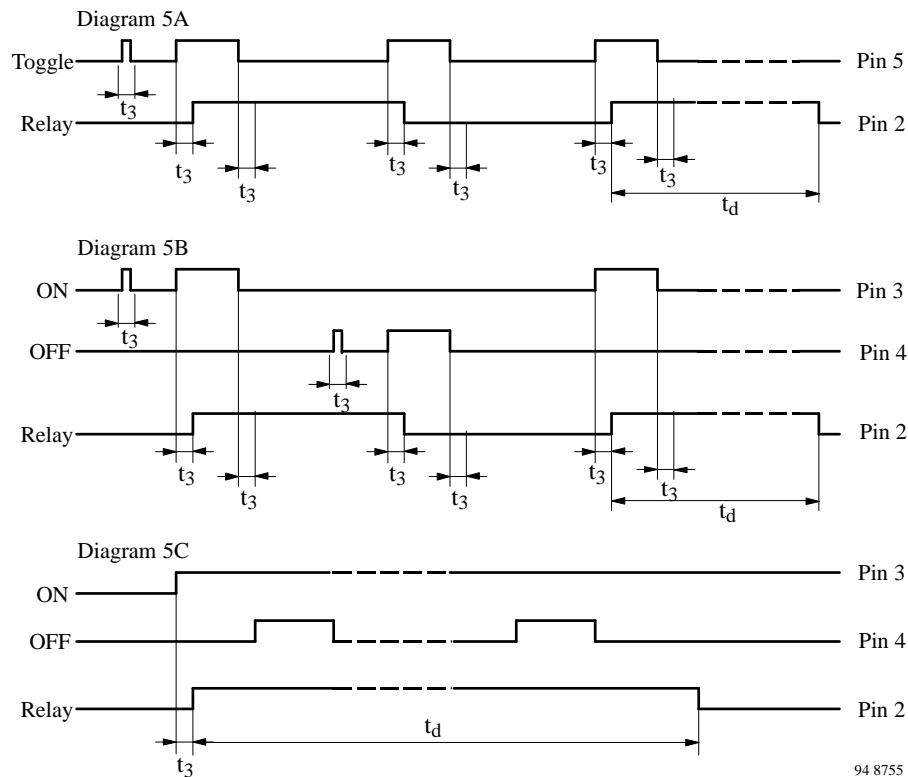 Diagram 5A
Toggle Pin 5
t3
Relay Pin 2
t3 t3 t3 t3 t3 t3
td
Diagram 5B
ON Pin 3
t3
OFF Pin 4
t3
Relay Pin 2
t3 t3 t3 t3 t3 t3
td
Diagram 5C
ON Pin 3
OFF Pin 4
Relay Pin 2
t3 td
94 8755